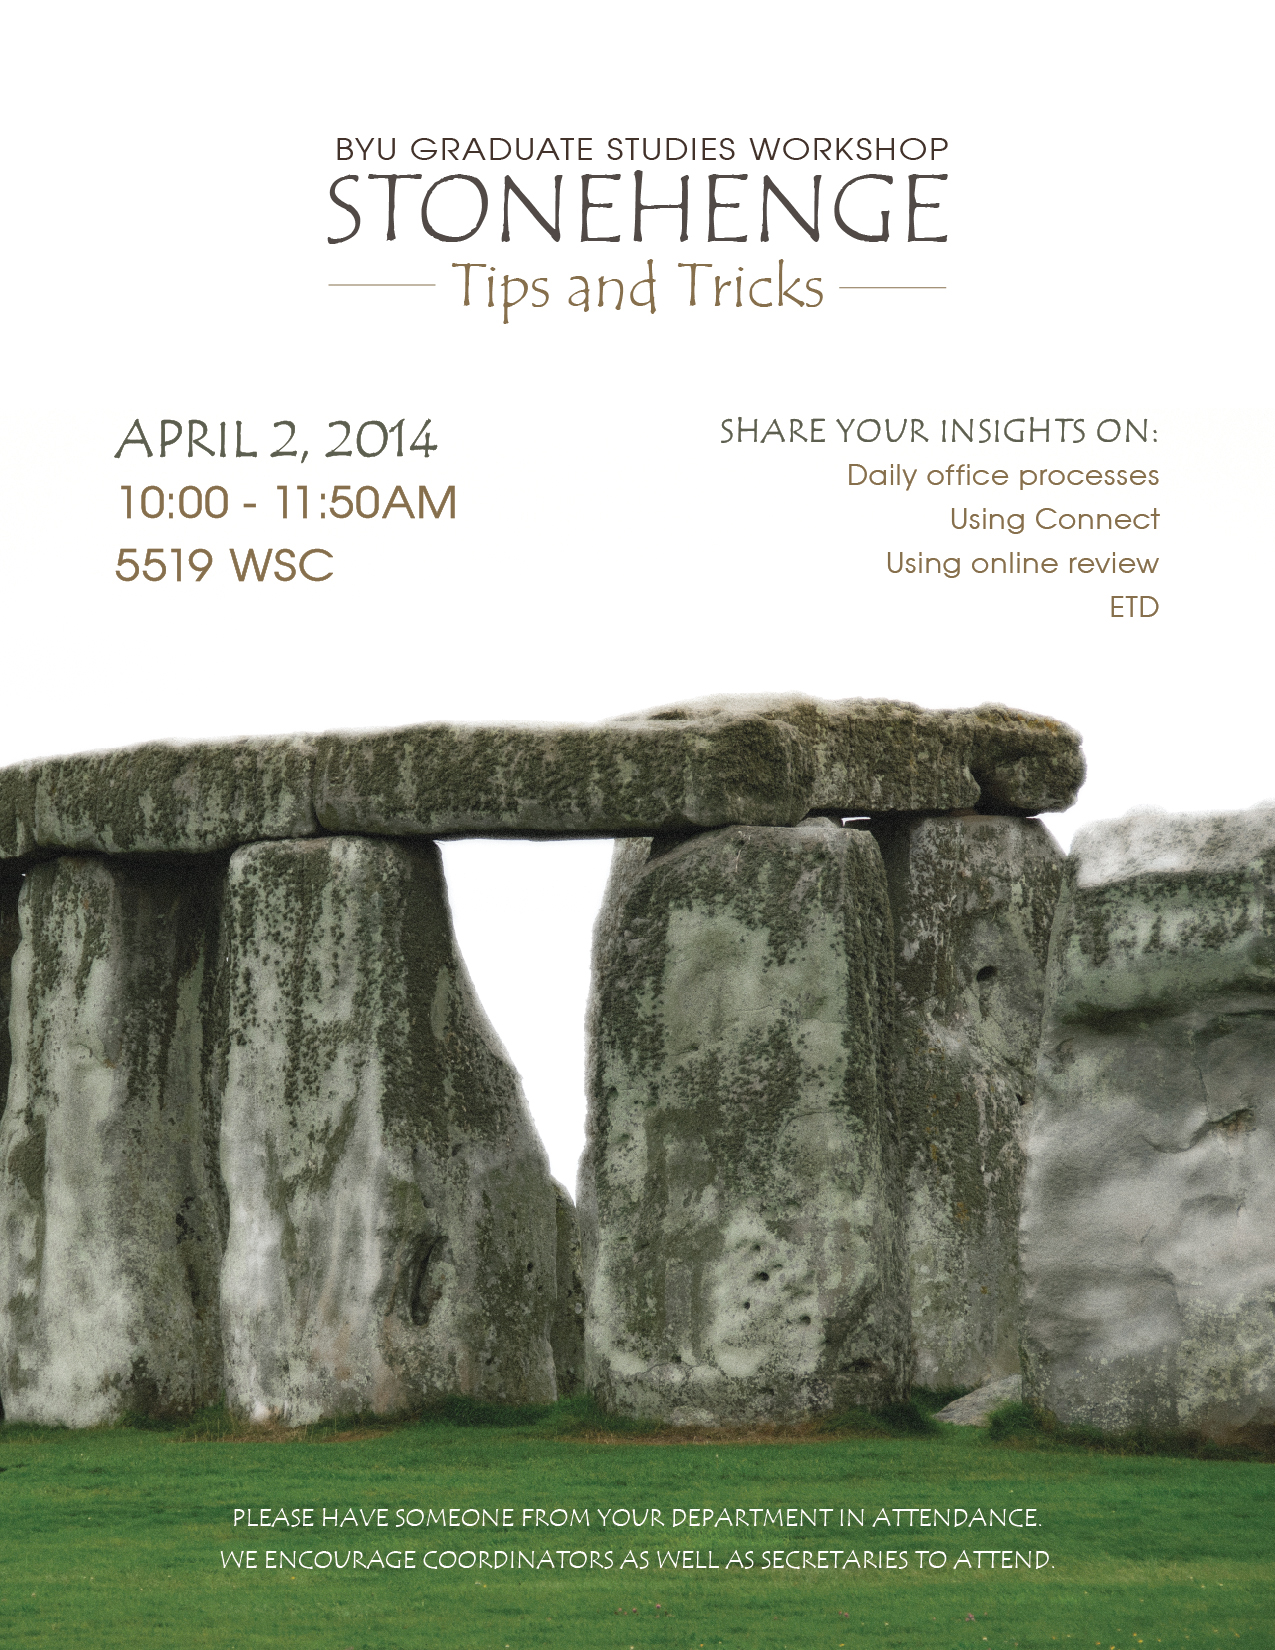 BYU GRADUATE STUDIES WORKSHOP
STONEHENGE
Tips and Tricks
APRIL 2, 2014
10:00 - 11:50AM
5519 WSC
SHARE YOUR INSIGHTS ON:
Daily office processes
Using Connect
Using online review
ETD
PLEASE HAVE SOMEONE FROM YOUR DEPARTMENT IN ATTENDANCE.
WE ENCOURAGE COORDINATORS AS WELL AS SECRETARIES TO ATTEND.